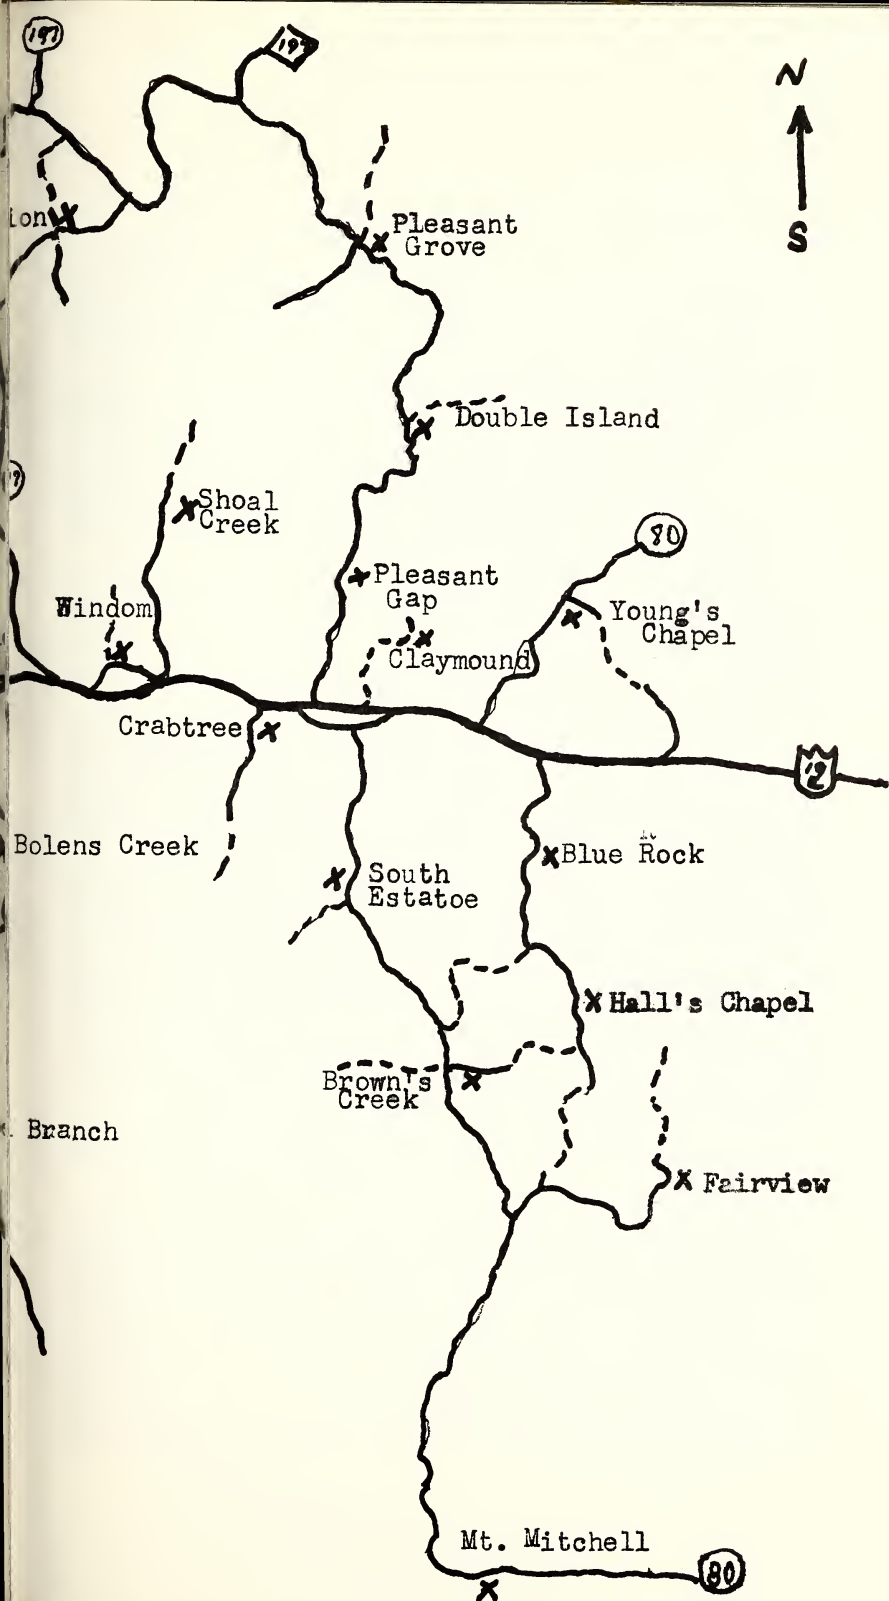 197
197
N
S
ion
Pleasant
Grove
Double Island
Shoal
Creek
80
Pleasant
Gap
Windom
Young's
Chapel
Claymound
Crabtree
12
Bolens Creek
Blue Rock
South
Estatoe
Hall's Chapel
Brown's
Creek
Branch
Fairview
Mt. Mitchell
80